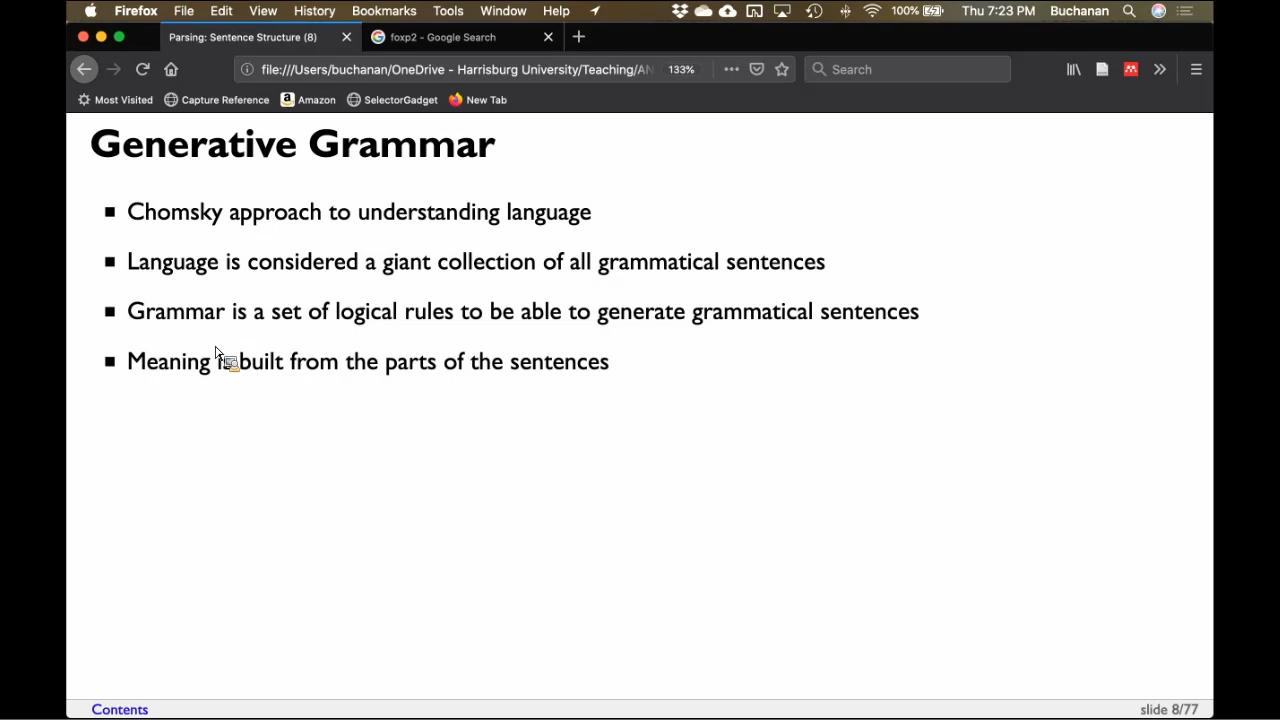 Firefox File Edit View History Bookmarks Tools Window Help 100% Thu 7:23 PM Buchanan
Parsing: Sentence Structure (8) foxp2 - Google Search
file:///Users/buchanan/OneDrive - Harrisburg University/Teaching/AN 133% Search
Most Visited Capture Reference Amazon SelectorGadget New Tab
Generative Grammar
Chomsky approach to understanding language
Language is considered a giant collection of all grammatical sentences
Grammar is a set of logical rules to be able to generate grammatical sentences
Meaning is built from the parts of the sentences
Contents slide 8/77